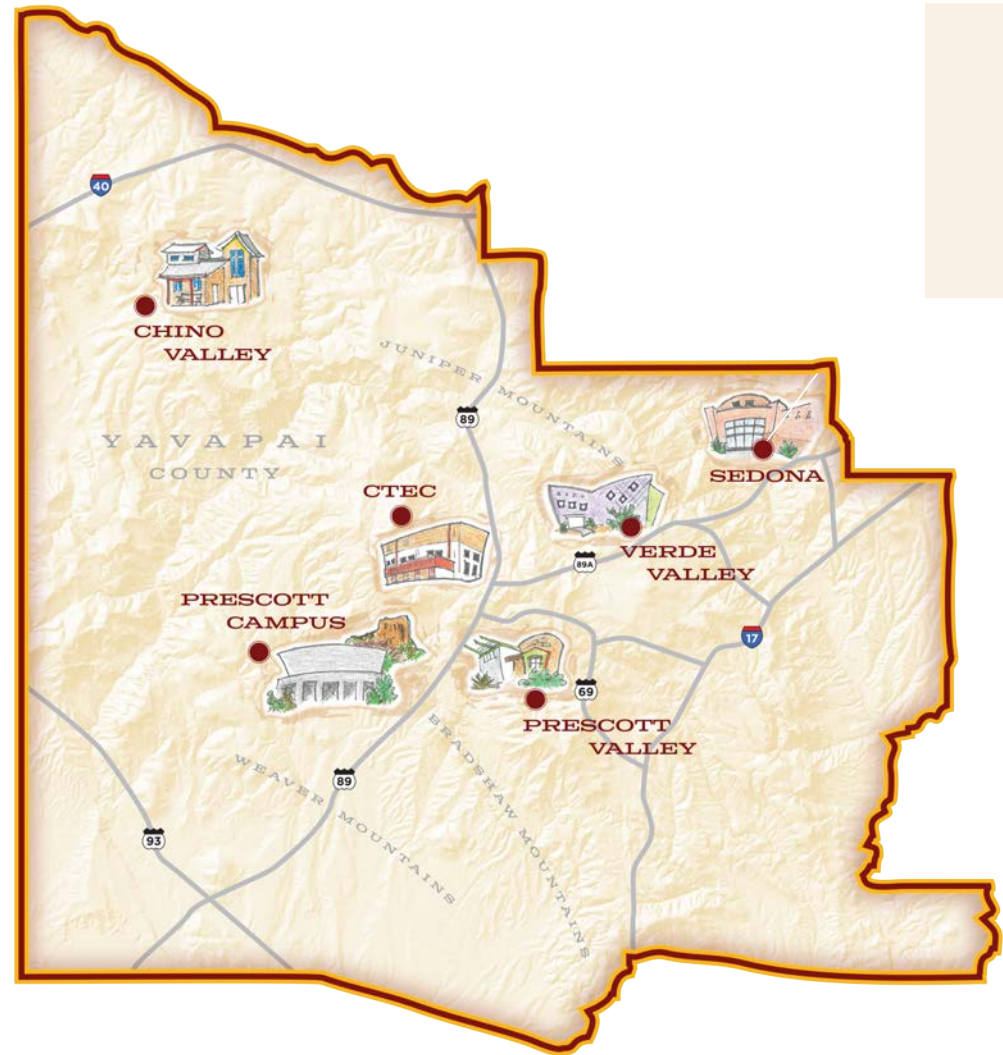 40
CHINO
VALLEY
JUNIPER MOUNTAINS
89
YAVAPAI
COUNTY
SEDONA
CTEC
VERDE
VALLEY
89A
PRESCOTT
CAMPUS
17
69
PRESCOTT
VALLEY
BRADSHAW MOUNTAINS
WEAVER MOUNTAINS
89
93